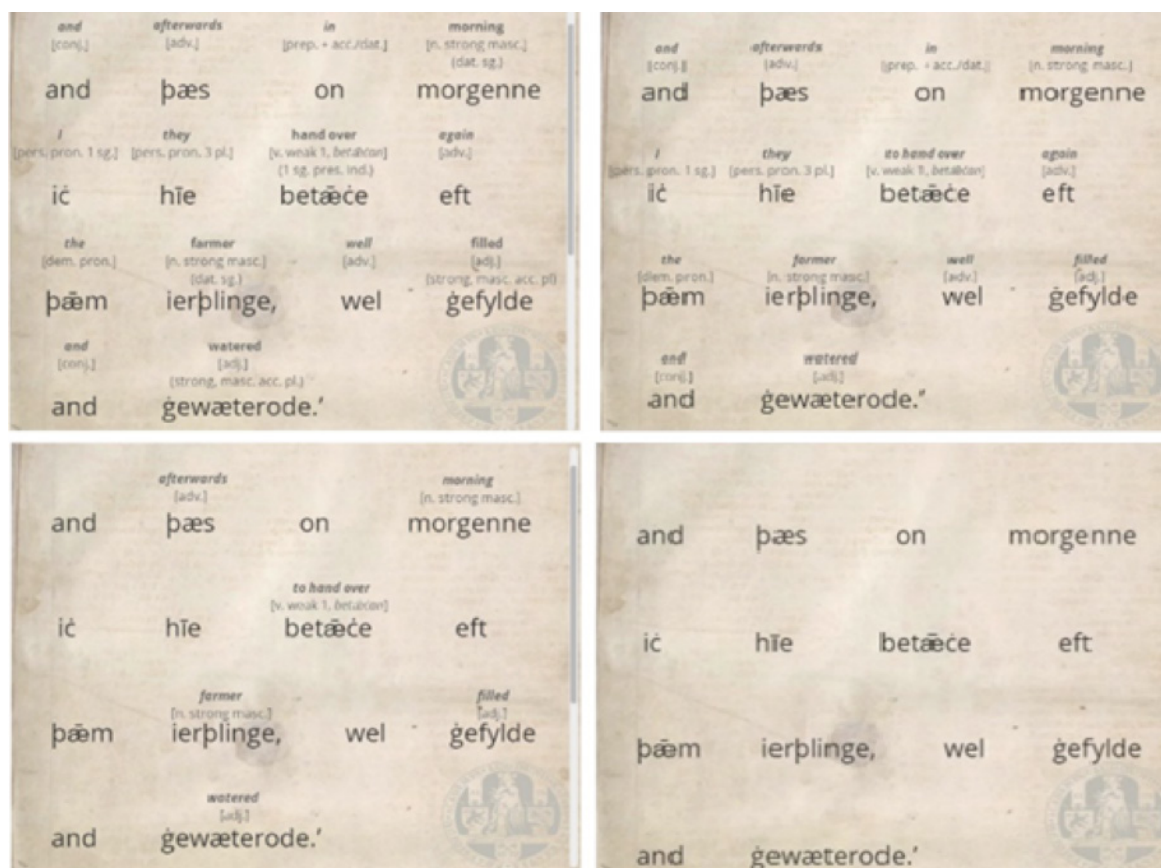 and afterwards in morning
[conj.] [adv.] [prep. + acc./dat.] [n. strong masc.]
(dat. sg.)
and þæs on morgenne
I they hand over again
[pers. pron. 1 sg.] [pers. pron. 3 pl.] [v. weak 1, betǣċan] [adv.]
(1 sg. pres. ind.)
iċ hīe betǣċe eft
the farmer well filled
[dem. pron.] [n. strong masc.] [adv.] [adj.]
(dat. sg.) (strong, masc. acc. pl)
þǣm ierþlinge, wel ġefylde
and watered
[conj.] [adj.]
(strong, masc. acc. pl.)
and ġewæterode.’
and afterwards in morning
[conj.] [adv.] [prep. + acc./dat.] [n. strong masc.]
and þæs on morgenne
I they to hand over again
[pers. pron. 1 sg.] [pers. pron. 3 pl.] [v. weak 1, betǣċan] [adv.]
iċ hīe betǣċe eft
the farmer well filled
[dem. pron.] [n. strong masc.] [adv.] [adj.]
þǣm ierþlinge, wel ġefylde
and watered
[conj.] [adj.]
and ġewæterode.’
afterwards morning
[adv.] [n. strong masc.]
and þæs on morgenne
to hand over
[v. weak 1, betǣċan]
iċ hīe betǣċe eft
farmer filled
[n. strong masc.] [adj.]
þǣm ierþlinge, wel ġefylde
watered
[adj.]
and ġewæterode.’
and þæs on morgenne
iċ hīe betǣċe eft
þǣm ierþlinge, wel ġefylde
and ġewæterode.’